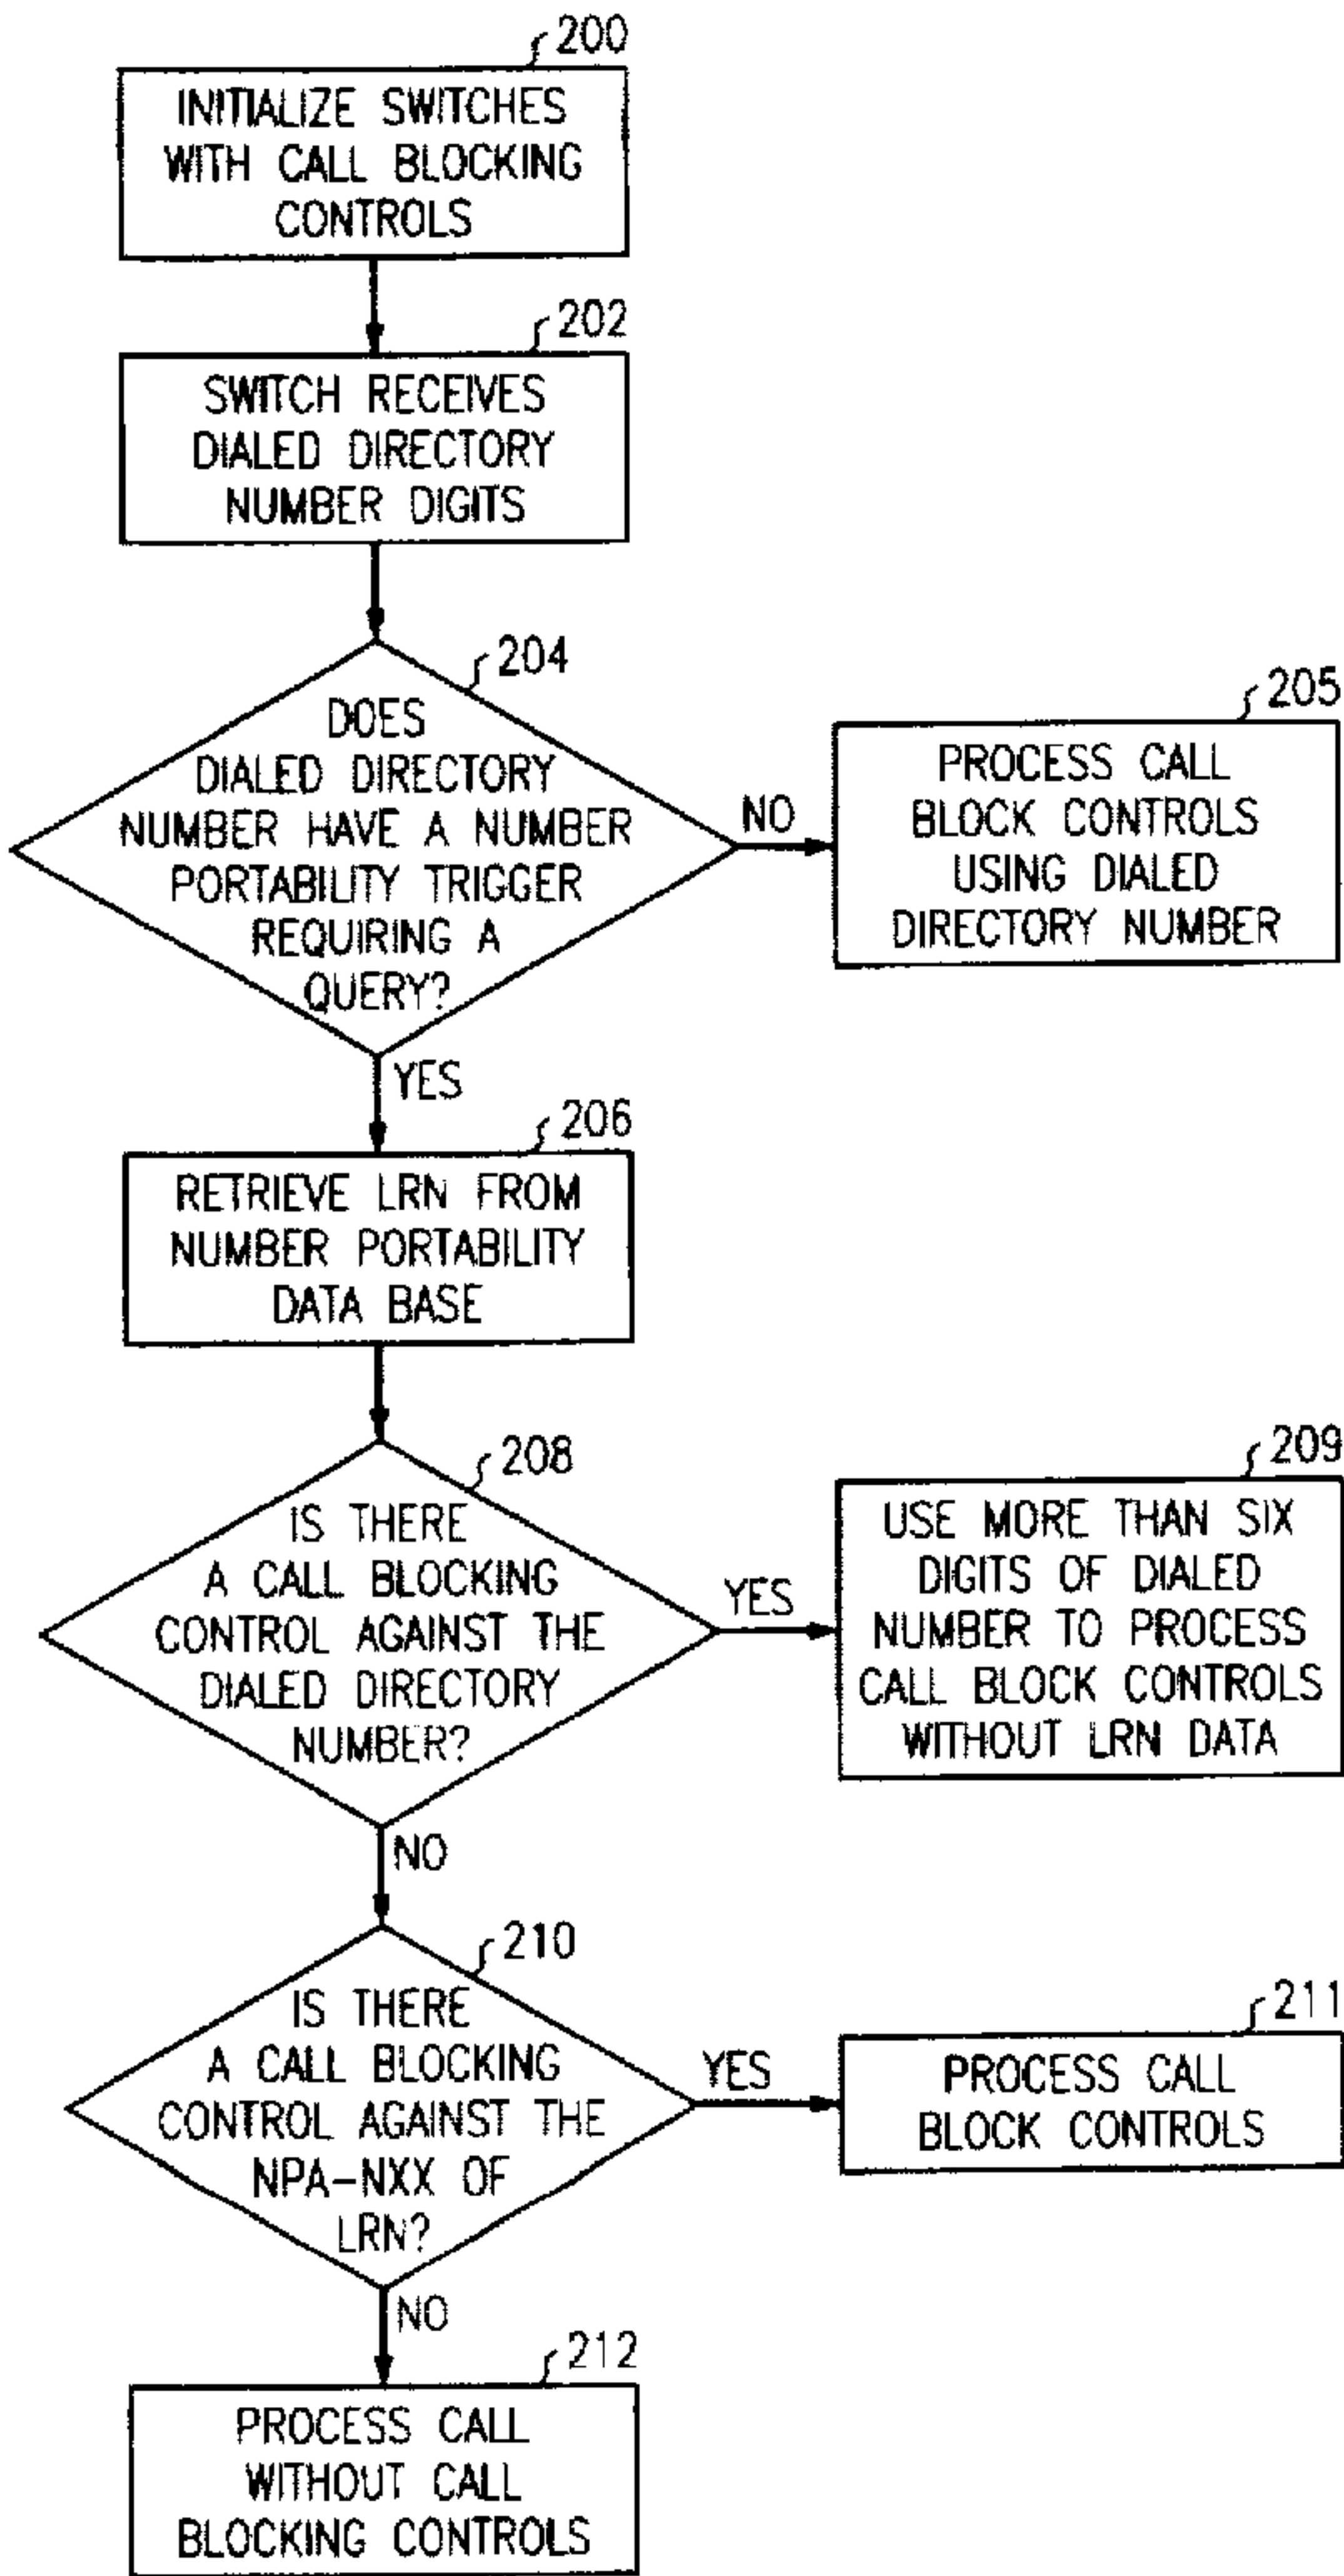 200
INITIALIZE SWITCHES
WITH CALL BLOCKING
CONTROLS
202
SWITCH RECEIVES
DIALED DIRECTORY
NUMBER DIGITS
204
DOES
DIALED DIRECTORY
NUMBER HAVE A NUMBER
PORTABILITY TRIGGER
REQUIRING A
QUERY?
NO
205
PROCESS CALL
BLOCK CONTROLS
USING DIALED
DIRECTORY NUMBER
YES
206
RETRIEVE LRN FROM
NUMBER PORTABILITY
DATA BASE
208
IS THERE
A CALL BLOCKING
CONTROL AGAINST THE
DIALED DIRECTORY
NUMBER?
YES
209
USE MORE THAN SIX
DIGITS OF DIALED
NUMBER TO PROCESS
CALL BLOCK CONTROLS
WITHOUT LRN DATA
NO
210
IS THERE
A CALL BLOCKING
CONTROL AGAINST THE
NPA-NXX OF
LRN?
YES
211
PROCESS CALL
BLOCK CONTROLS
NO
212
PROCESS CALL
WITHOUT CALL
BLOCKING CONTROLS